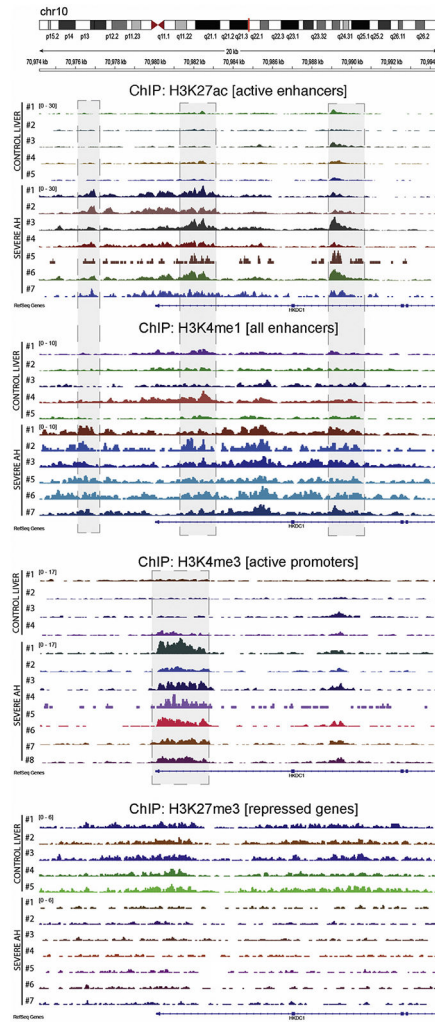 chr10
p15.2 p14 p13 p12.2 p11.23 q11.1 q11.22 q21.1 q21.2 q21.3 q22.1 q22.3 q23.1 q23.32 q24.31 q25.1 q25.2 q26.11 q26.2
20 kb
70,974 kb 70,976 kb 70,978 kb 70,980 kb 70,982 kb 70,984 kb 70,986 kb 70,988 kb 70,990 kb 70,992 kb 70,994 kb
ChIP: H3K27ac [active enhancers]
CONTROL LIVER
#1 [0 - 30]
#2
#3
#4
#5
SEVERE AH
#1 [0 - 30]
#2
#3
#4
#5
#6
#7
RefSeq Genes
HKDC1
ChIP: H3K4me1 [all enhancers]
CONTROL LIVER
#1 [0 - 10]
#2
#3
#4
#5
SEVERE AH
#1 [0 - 10]
#2
#3
#4
#5
#6
#7
RefSeq Genes
HKDC1
ChIP: H3K4me3 [active promoters]
CONTROL LIVER
#1 [0 - 17]
#2
#3
#4
SEVERE AH
#1 [0 - 17]
#2
#3
#4
#5
#6
#7
#8
RefSeq Genes
HKDC1
ChIP: H3K27me3 [repressed genes]
CONTROL LIVER
#1 [0 - 6]
#2
#3
#4
#5
SEVERE AH
#1 [0 - 6]
#2
#3
#4
#5
#6
#7
RefSeq Genes
HKDC1